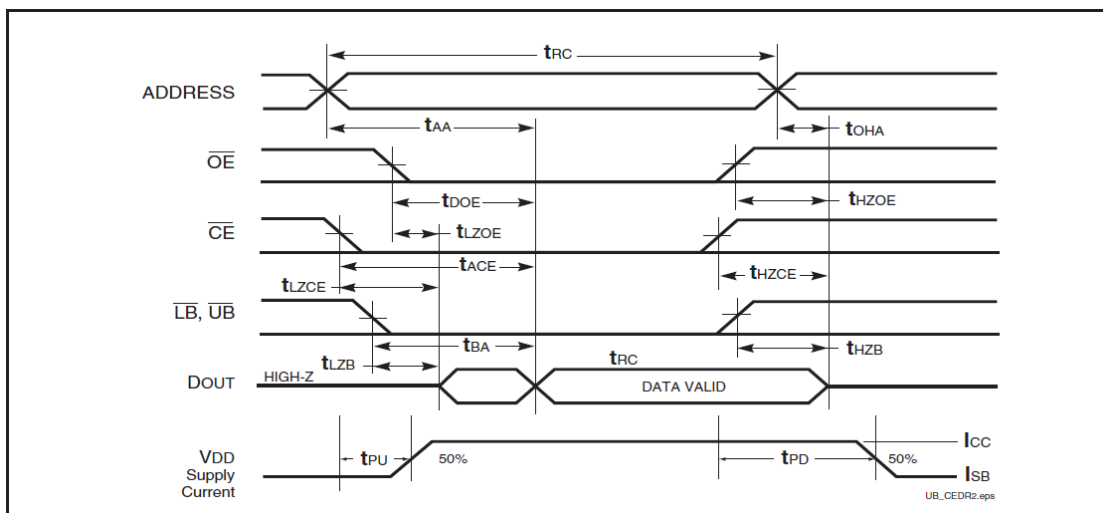 tRC
ADDRESS
tAA
tOHA
OE
tDOE
tHZOE
CE
tLZOE
tACE
tHZCE
tLZCE
LB, UB
tBA
tHZB
tLZB
tRC
DOUT
HIGH-Z
DATA VALID
ICC
VDD
Supply
Current
tPU
50%
tPD
50%
ISB
UB_CEDR2.eps